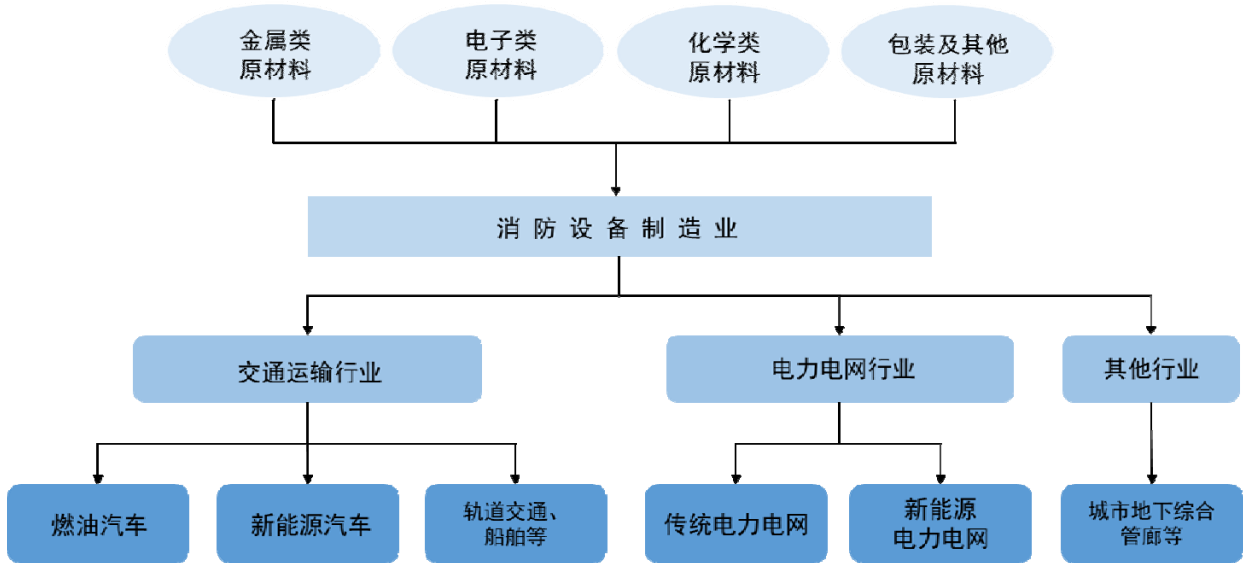 金属类
原材料
电子类
原材料
化学类
原材料
包装及其他
原材料
消防设备制造业
交通运输行业
电力电网行业
其他行业
燃油汽车
新能源汽车
轨道交通、
船舶等
传统电力电网
新能源
电力电网
城市地下综合
管廊等